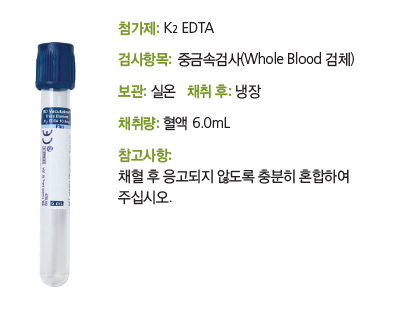 첨가제: K2 EDTA
검사항목: 중금속검사(Whole Blood 검체)
보관: 실온 채취 후: 냉장
채취량: 혈액 6.0mL
참고사항:
채혈 후 응고되지 않도록 충분히 혼합하여
주십시오.
BD Vacutainer
CE